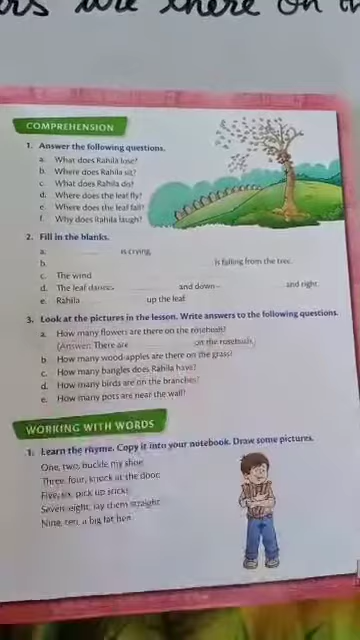 are there on
COMPREHENSION
1. Answer the following questions.
a. What does Rahila lose?
b. Where does Rahila sit?
c. What does Rahila do?
d. Where does the leaf fly?
e. Where does the leaf fall?
f. Why does Rahila laugh?
2. Fill in the blanks.
a. is crying.
b. is falling from the tree.
c. The wind
d. The leaf dances and down and right.
e. Rahila up the leaf
3. Look at the pictures in the lesson. Write answers to the following questions.
a. How many flowers are there on the rosebush?
(Answer: There are on the rosebush.)
b. How many wood-apples are there on the grass?
c. How many bangles does Rahila have?
d. How many birds are on the branches?
e. How many pots are near the wall?
WORKING WITH WORDS
1. Learn the rhyme. Copy it into your notebook. Draw some pictures.
One, two, buckle my shoe
Three, four, knock at the door
Five, six, pick up sticks
Seven, eight, lay them straight
Nine, ten, a big fat hen